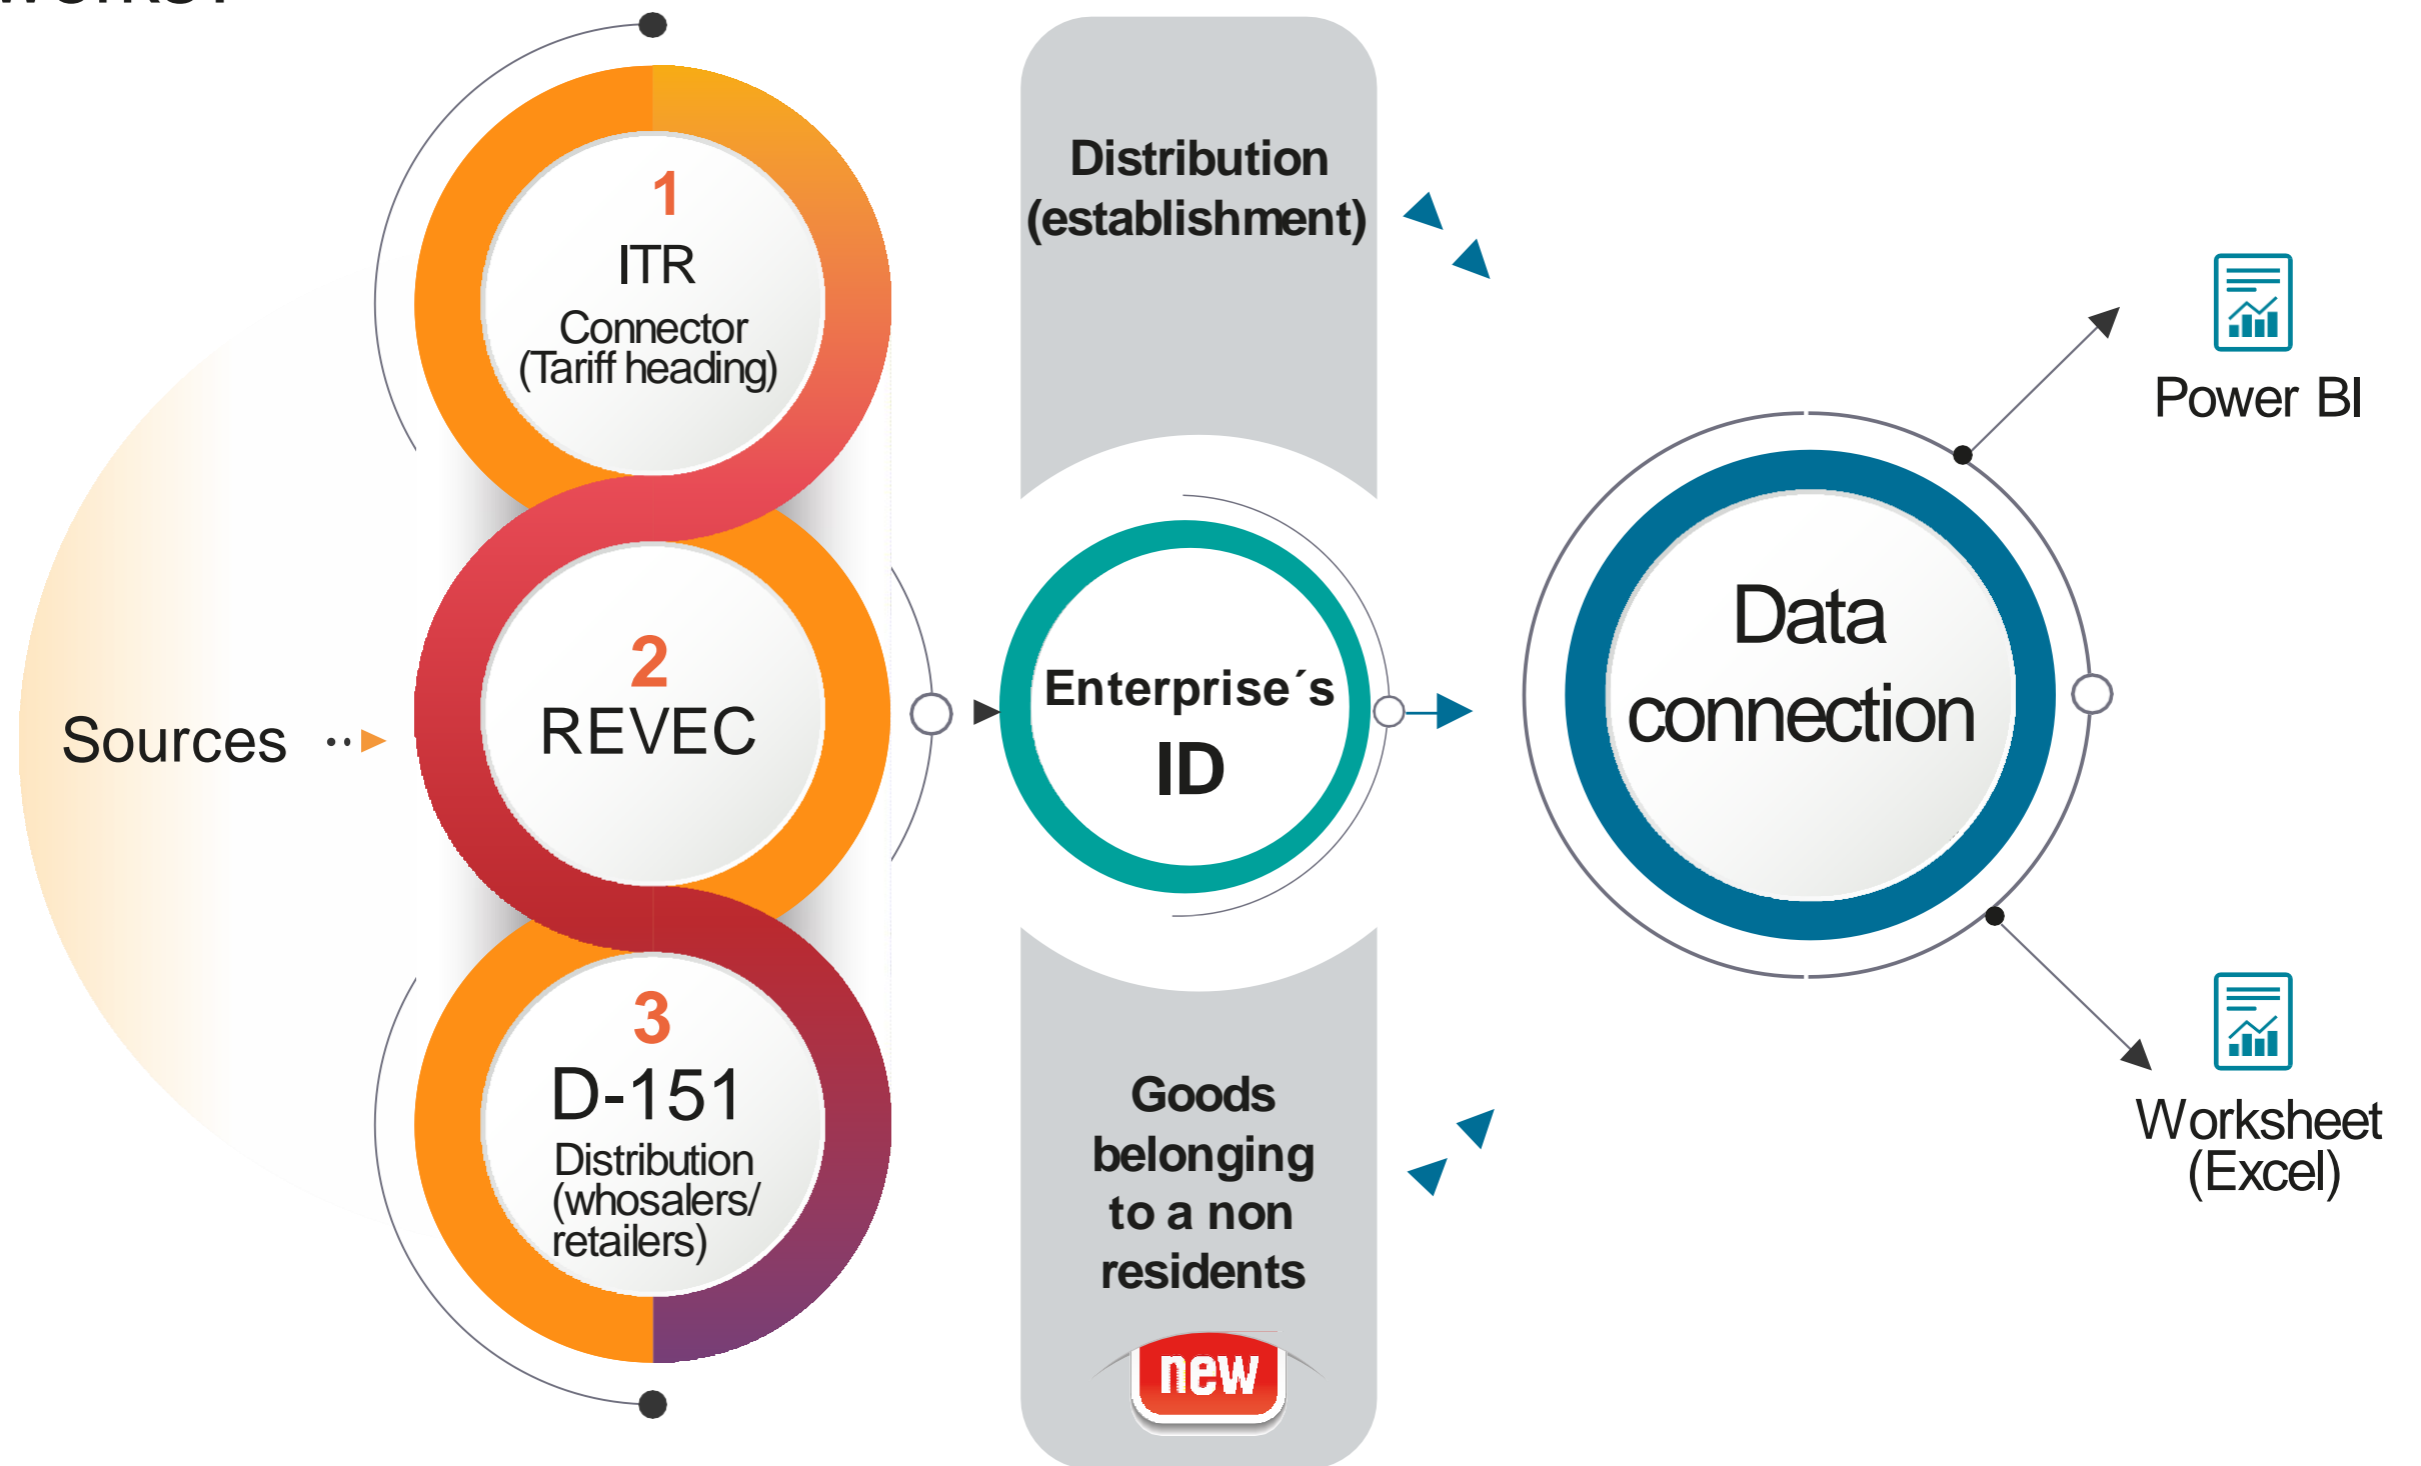 Sources
1
ITR
Connector
(Tariff heading)
2
REVEC
3
D-151
Distribution
(whosalers/
retailers)
Distribution
(establishment)
Enterprise´s
ID
Goods
belonging
to a non
residents
new
Data
connection
Power BI
Worksheet
(Excel)